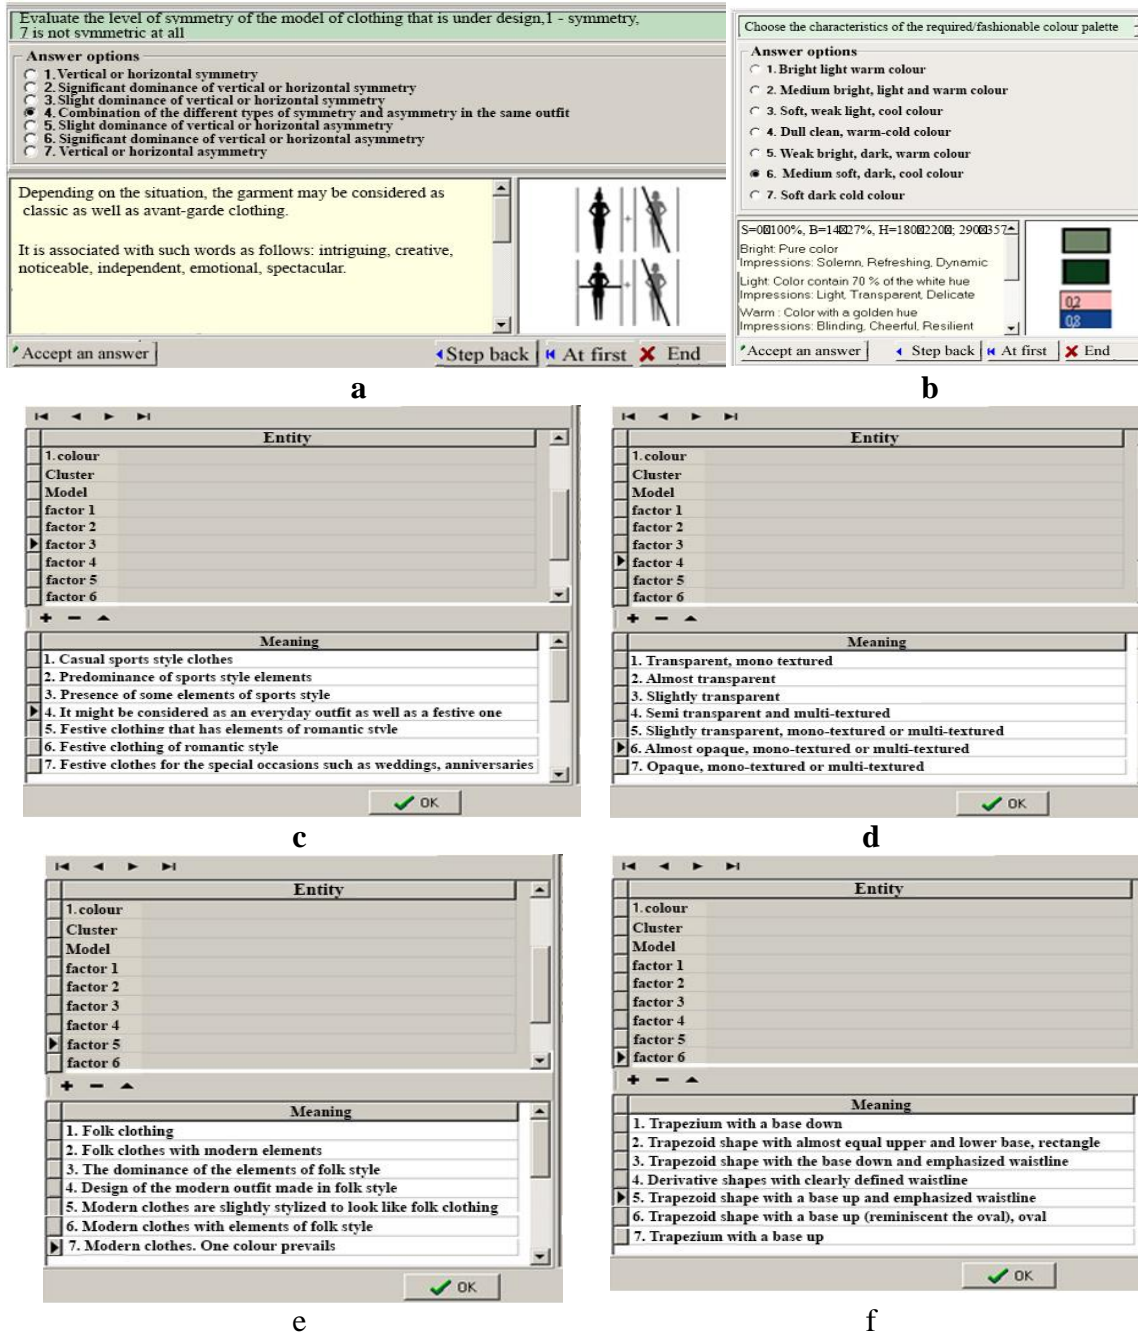 Evaluate the level of symmetry of the model of clothing that is under design,1 - symmetry,
7 is not symmetric at all
Answer options
1. Vertical or horizontal symmetry
2. Significant dominance of vertical or horizontal symmetry
3. Slight dominance of vertical or horizontal symmetry
4. Combination of the different types of symmetry and asymmetry in the same outfit
5. Slight dominance of vertical or horizontal asymmetry
6. Significant dominance of vertical or horizontal asymmetry
7. Vertical or horizontal asymmetry
Depending on the situation, the garment may be considered as
classic as well as avant-garde clothing.
It is associated with such words as follows: intriguing, creative,
noticeable, independent, emotional, spectacular.
Accept an answer
Step back
At first
End
a
Choose the characteristics of the required/fashionable colour palette
Answer options
1. Bright light warm colour
2. Medium bright, light and warm colour
3. Soft, weak light, cool colour
4. Dull clean, warm-cold colour
5. Weak bright, dark, warm colour
6. Medium soft, dark, cool colour
7. Soft dark cold colour
Bright: Pure color
Impressions: Solemn, Refreshing, Dynamic
Light: Color contain 70 % of the white hue
Impressions: Light, Transparent, Delicate
Warm : Color with a golden hue
Impressions: Blinding, Cheerful, Resilient
0,2
0,8
Accept an answer
Step back
At first
End
b
Entity
1. colour
Cluster
Model
factor 1
factor 2
factor 3
factor 4
factor 5
factor 6
Meaning
1. Casual sports style clothes
2. Predominance of sports style elements
3. Presence of some elements of sports style
4. It might be considered as an everyday outfit as well as a festive one
5. Festive clothing that has elements of romantic style
6. Festive clothing of romantic style
7. Festive clothes for the special occasions such as weddings, anniversaries
OK
c
Entity
1. colour
Cluster
Model
factor 1
factor 2
factor 3
factor 4
factor 5
factor 6
Meaning
1. Transparent, mono textured
2. Almost transparent
3. Slightly transparent
4. Semi transparent and multi-textured
5. Slightly transparent, mono-textured or multi-textured
6. Almost opaque, mono-textured or multi-textured
7. Opaque, mono-textured or multi-textured
OK
d
Entity
1. colour
Cluster
Model
factor 1
factor 2
factor 3
factor 4
factor 5
factor 6
Meaning
1. Folk clothing
2. Folk clothes with modern elements
3. The dominance of the elements of folk style
4. Design of the modern outfit made in folk style
5. Modern clothes are slightly stylized to look like folk clothing
6. Modern clothes with elements of folk style
7. Modern clothes. One colour prevails
OK
e
Entity
1. colour
Cluster
Model
factor 1
factor 2
factor 3
factor 4
factor 5
factor 6
Meaning
1. Trapezium with a base down
2. Trapezoid shape with almost equal upper and lower base, rectangle
3. Trapezoid shape with the base down and emphasized waistline
4. Derivative shapes with clearly defined waistline
5. Trapezoid shape with a base up and emphasized waistline
6. Trapezoid shape with a base up (reminiscent the oval), oval
7. Trapezium with a base up
OK
f